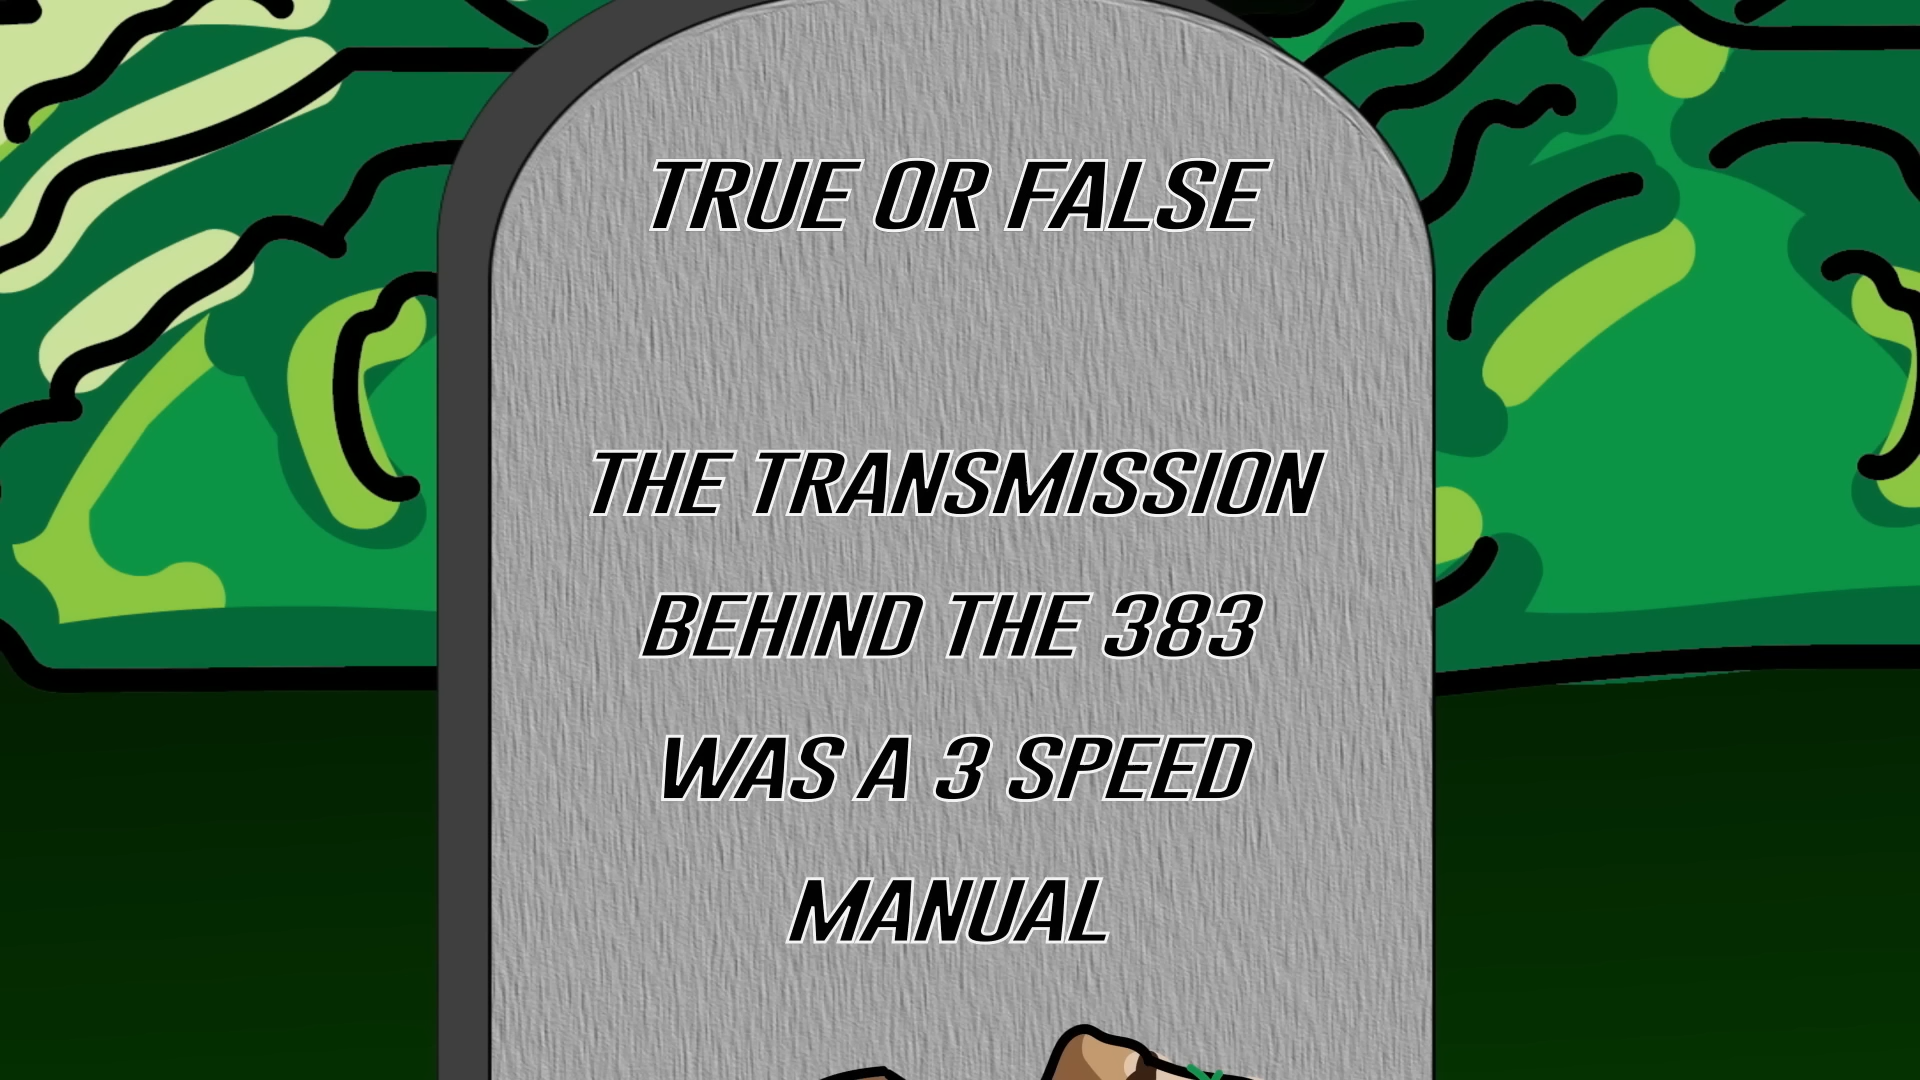 TRUE OR FALSE
THE TRANSMISSION
BEHIND THE 383
WAS A 3 SPEED
MANUAL